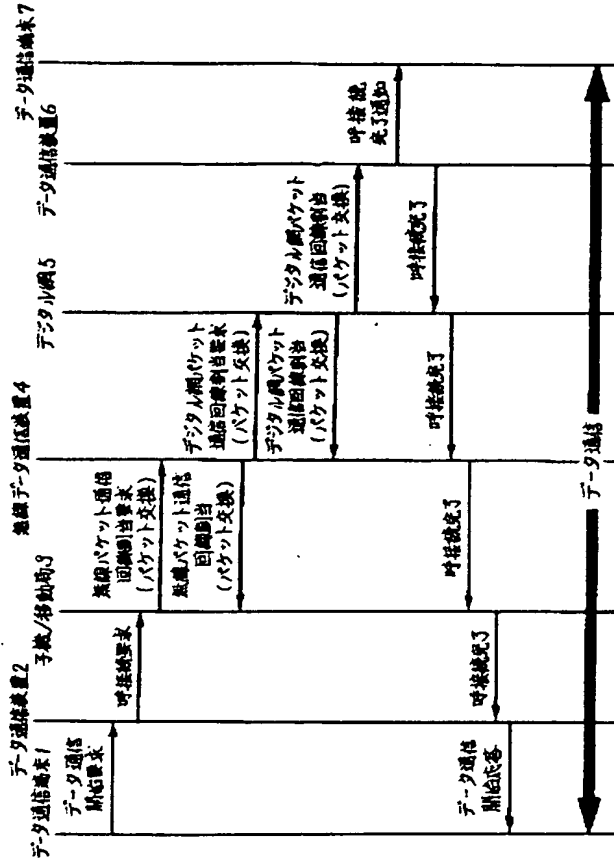 データ通信端末1
データ通信装置2
子機/移動局3
無線データ通信装置4
デジタル網5
データ通信装置6
データ通信端末7
データ通信
開始要求
呼接続要求
無線パケット通信
回線割当要求
(パケット交換)
無線パケット通信
回線割当
(パケット交換)
デジタル網パケット
通信回線割当要求
(パケット交換)
デジタル網パケット
通信回線割当
(パケット交換)
デジタル網パケット
通信回線割当
(パケット交換)
呼接続
完了通知
呼接続完了
呼接続完了
呼接続完了
呼接続完了
データ通信
開始応答
データ通信